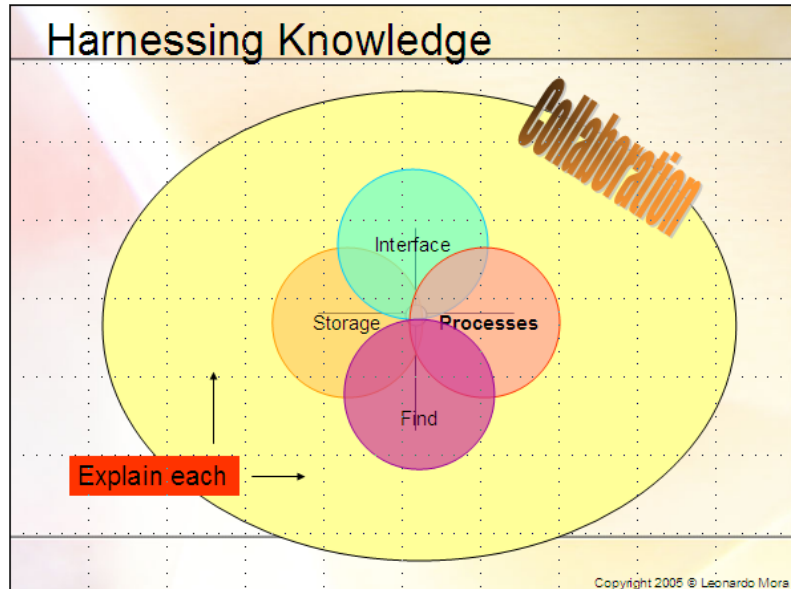 Harnessing Knowledge
Collaboration
Interface
Storage
Processes
Find
Explain each
Copyright 2005 © Leonardo Mora